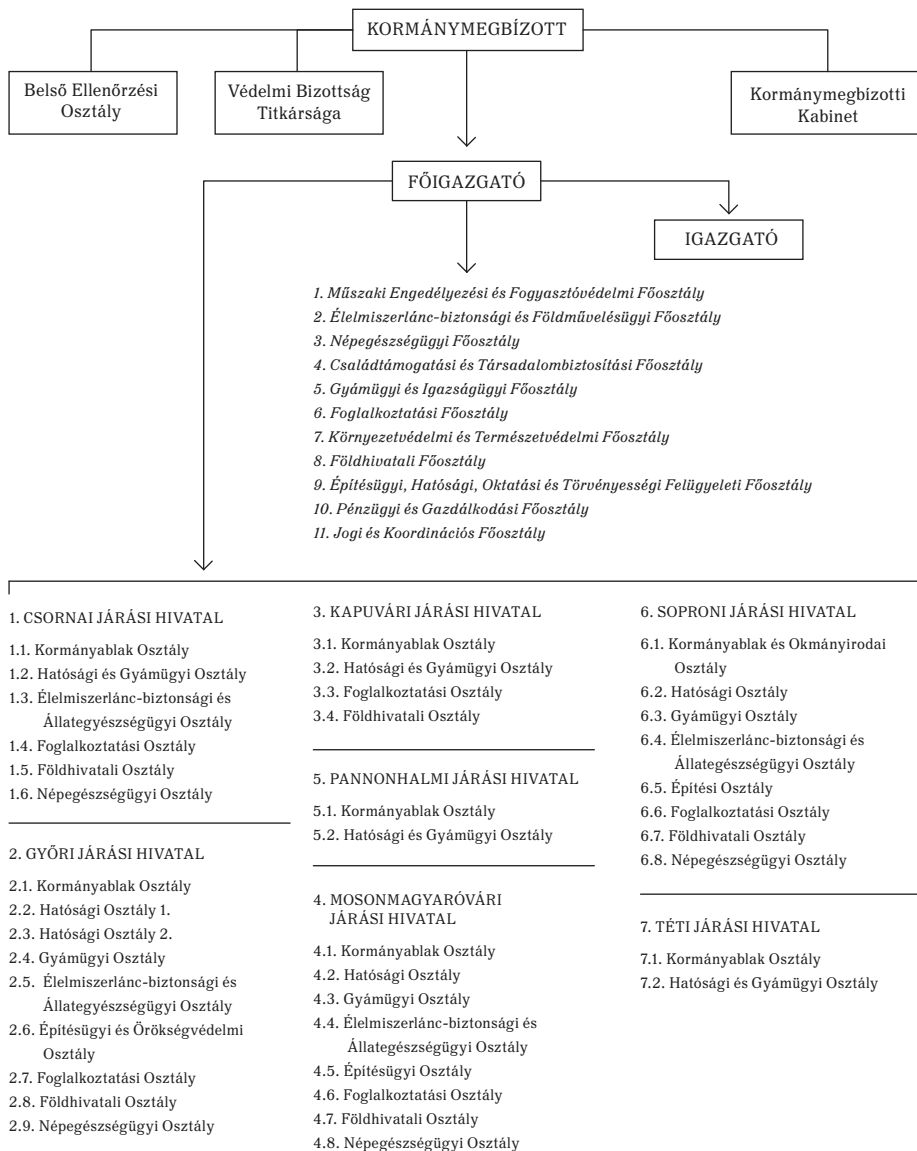 KORMÁNYMEGBÍZOTT
Belső Ellenőrzési
Osztály
Védelmi Bizottság
Titkársága
Kormánymegbízotti
Kabinet
FŐIGAZGATÓ
IGAZGATÓ
1. Műszaki Engedélyezési és Fogyasztóvédelmi Főosztály
2. Élelmiszerlánc-biztonsági és Földművelésügyi Főosztály
3. Népegészségügyi Főosztály
4. Családtámogatási és Társadalombiztosítási Főosztály
5. Gyámügyi és Igazságügyi Főosztály
6. Foglalkoztatási Főosztály
7. Környezetvédelmi és Természetvédelmi Főosztály
8. Földhivatali Főosztály
9. Építésügyi, Hatósági, Oktatási és Törvényességi Felügyeleti Főosztály
10. Pénzügyi és Gazdálkodási Főosztály
11. Jogi és Koordinációs Főosztály
1. CSORNAI JÁRÁSI HIVATAL
1.1. Kormányablak Osztály
1.2. Hatósági és Gyámügyi Osztály
1.3. Élelmiszerlánc-biztonsági és
Állategyészségügyi Osztály
1.4. Foglalkoztatási Osztály
1.5. Földhivatali Osztály
1.6. Népegészségügyi Osztály
2. GYŐRI JÁRÁSI HIVATAL
2.1. Kormányablak Osztály
2.2. Hatósági Osztály 1.
2.3. Hatósági Osztály 2.
2.4. Gyámügyi Osztály
2.5. Élelmiszerlánc-biztonsági és
Állategyészségügyi Osztály
2.6. Építésügyi és Örökségvédelmi
Osztály
2.7. Foglalkoztatási Osztály
2.8. Földhivatali Osztály
2.9. Népegészségügyi Osztály
3. KAPUVÁRI JÁRÁSI HIVATAL
3.1. Kormányablak Osztály
3.2. Hatósági és Gyámügyi Osztály
3.3. Foglalkoztatási Osztály
3.4. Földhivatali Osztály
5. PANNONHALMI JÁRÁSI HIVATAL
5.1. Kormányablak Osztály
5.2. Hatósági és Gyámügyi Osztály
4. MOSONMAGYARÓVÁRI
JÁRÁSI HIVATAL
4.1. Kormányablak Osztály
4.2. Hatósági Osztály
4.3. Gyámügyi Osztály
4.4. Élelmiszerlánc-biztonsági és
Állategészségügyi Osztály
4.5. Építésügyi Osztály
4.6. Foglalkoztatási Osztály
4.7. Földhivatali Osztály
4.8. Népegészségügyi Osztály
6. SOPRONI JÁRÁSI HIVATAL
6.1. Kormányablak és Okmányirodai
Osztály
6.2. Hatósági Osztály
6.3. Gyámügyi Osztály
6.4. Élelmiszerlánc-biztonsági és
Állategészségügyi Osztály
6.5. Építési Osztály
6.6. Foglalkoztatási Osztály
6.7. Földhivatali Osztály
6.8. Népegészségügyi Osztály
7. TÉTI JÁRÁSI HIVATAL
7.1. Kormányablak Osztály
7.2. Hatósági és Gyámügyi Osztály